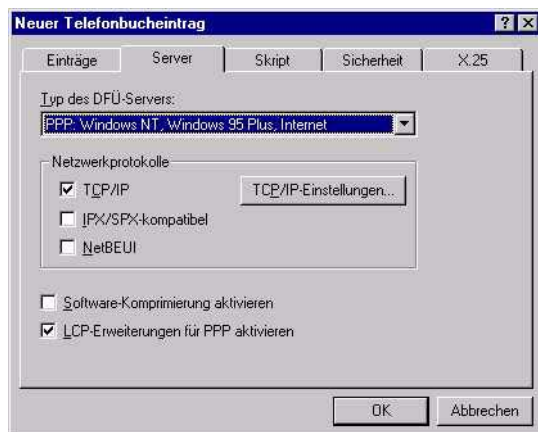 Neuer Telefonbucheintrag
Einträge Server Skript Sicherheit X.25
Typ des DFÜ-Servers:
PPP: Windows NT, Windows 95 Plus, Internet
Netzwerkprotokolle
TCP/IP TCP/IP-Einstellungen...
IPX/SPX-kompatibel
NetBEUI
Software-Komprimierung aktivieren
LCP-Erweiterungen für PPP aktivieren
OK Abbrechen